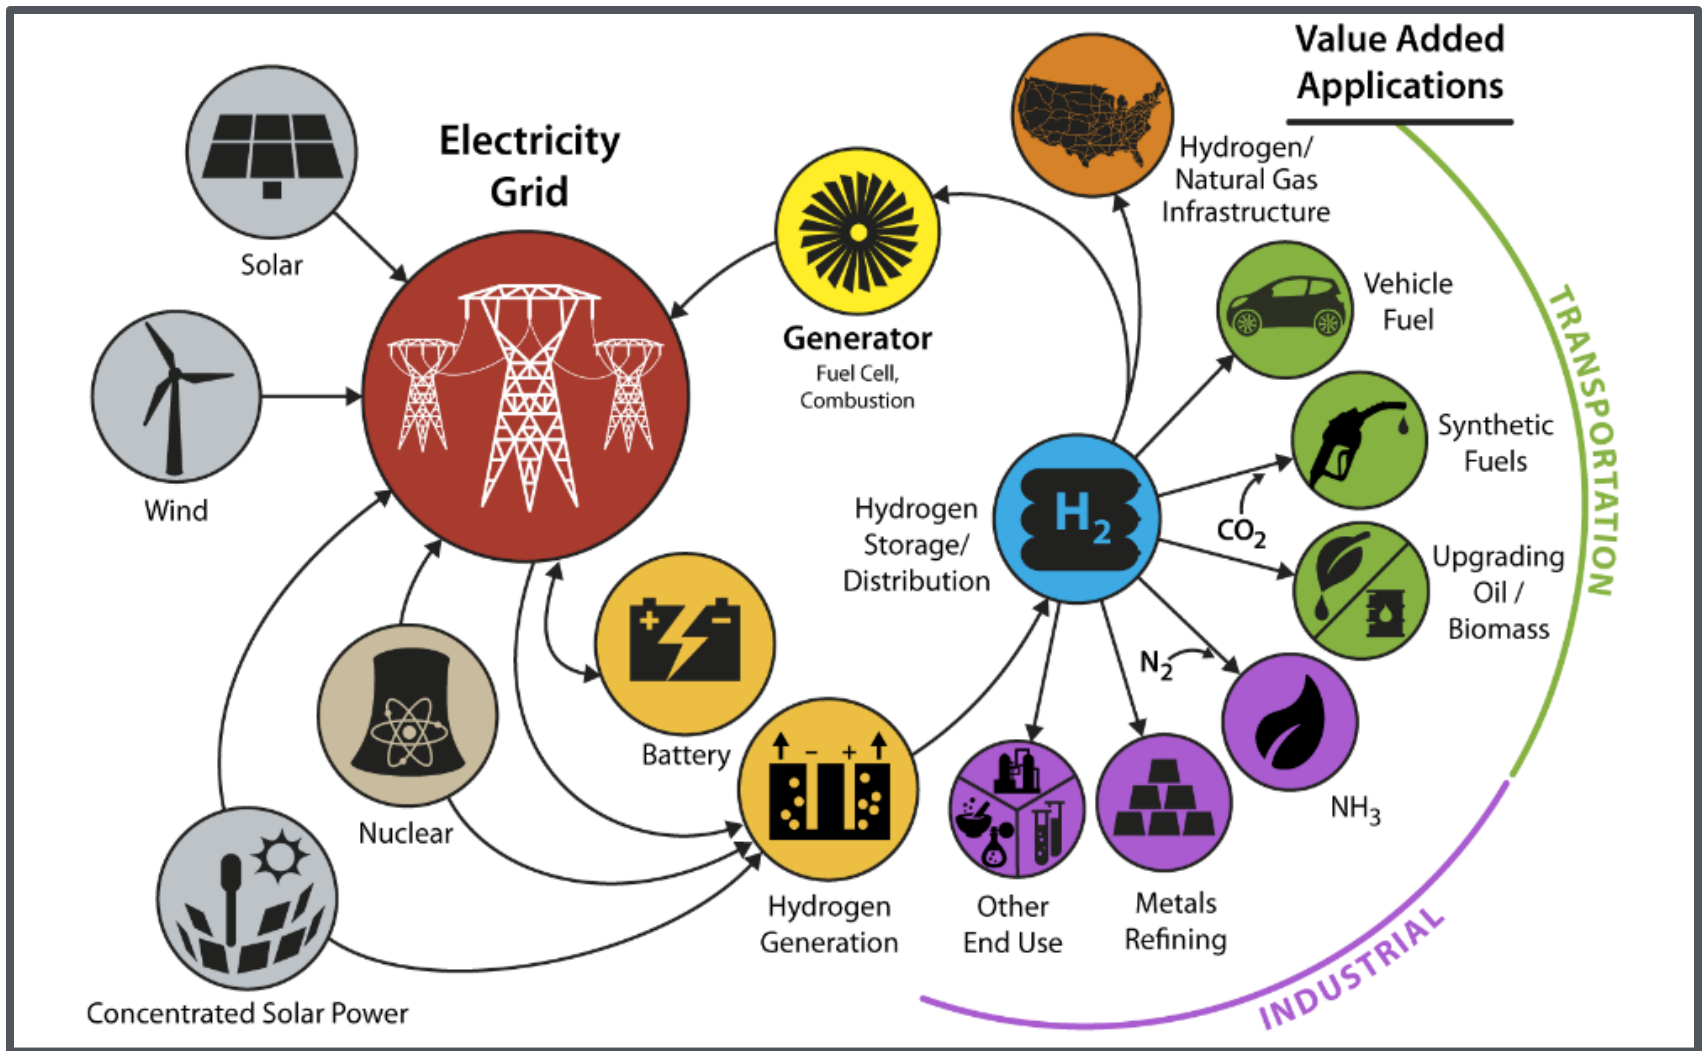 Value Added
Applications
Electricity
Grid
Solar
Wind
Generator
Fuel Cell,
Combustion
Hydrogen/
Natural Gas
Infrastructure
Vehicle
Fuel
Synthetic
Fuels
CO2
Upgrading
Oil /
Biomass
TRANSPORTATION
H2
Hydrogen
Storage/
Distribution
N2
NH3
+ −
Battery
Nuclear
− +
Hydrogen
Generation
Other
End Use
Metals
Refining
INDUSTRIAL
Concentrated Solar Power